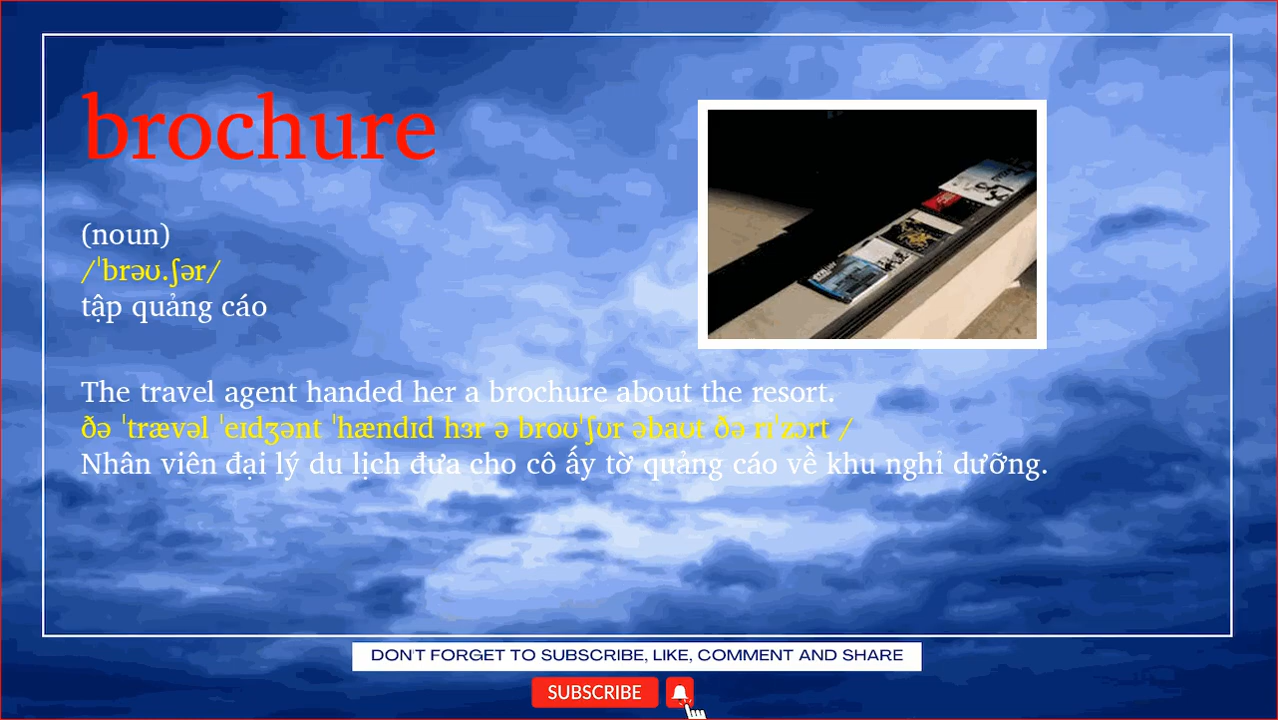 brochure
(noun)
/ˈbrəʊ.ʃər/
tập quảng cáo
The travel agent handed her a brochure about the resort.
ðə ˈtrævəl ˈeɪdʒənt ˈhændɪd hɜr ə broʊˈʃʊr əbaʊt ðə rɪˈzɔrt /
Nhân viên đại lý du lịch đưa cho cô ấy tờ quảng cáo về khu nghỉ dưỡng.
DON'T FORGET TO SUBSCRIBE, LIKE, COMMENT AND SHARE
SUBSCRIBE